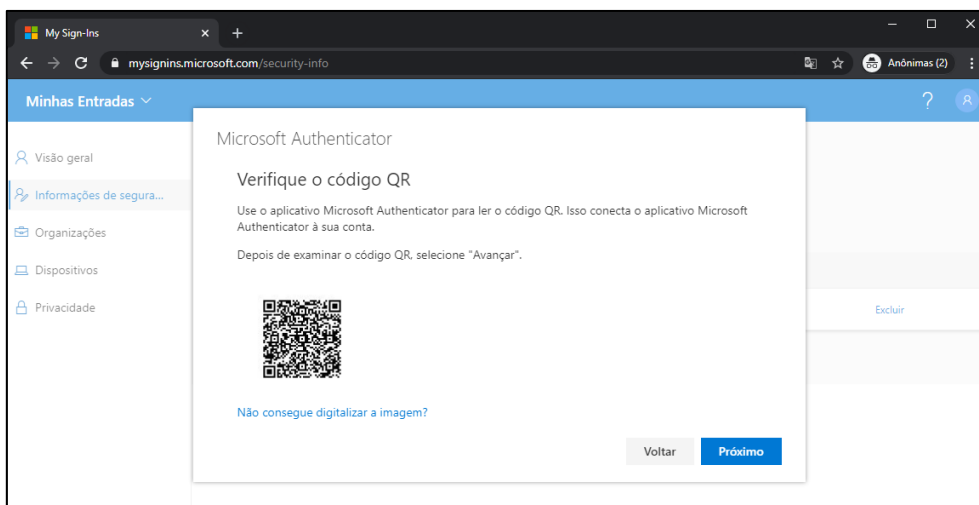 My Sign-Ins
mysignins.microsoft.com/security-info
Anônimas (2)
Minhas Entradas
?
Microsoft Authenticator
Visão geral
Verifique o código QR
Informações de segura...
Use o aplicativo Microsoft Authenticator para ler o código QR. Isso conecta o aplicativo Microsoft
Authenticator à sua conta.
Organizações
Depois de examinar o código QR, selecione "Avançar".
Dispositivos
Privacidade
Excluir
Não consegue digitalizar a imagem?
Voltar
Próximo